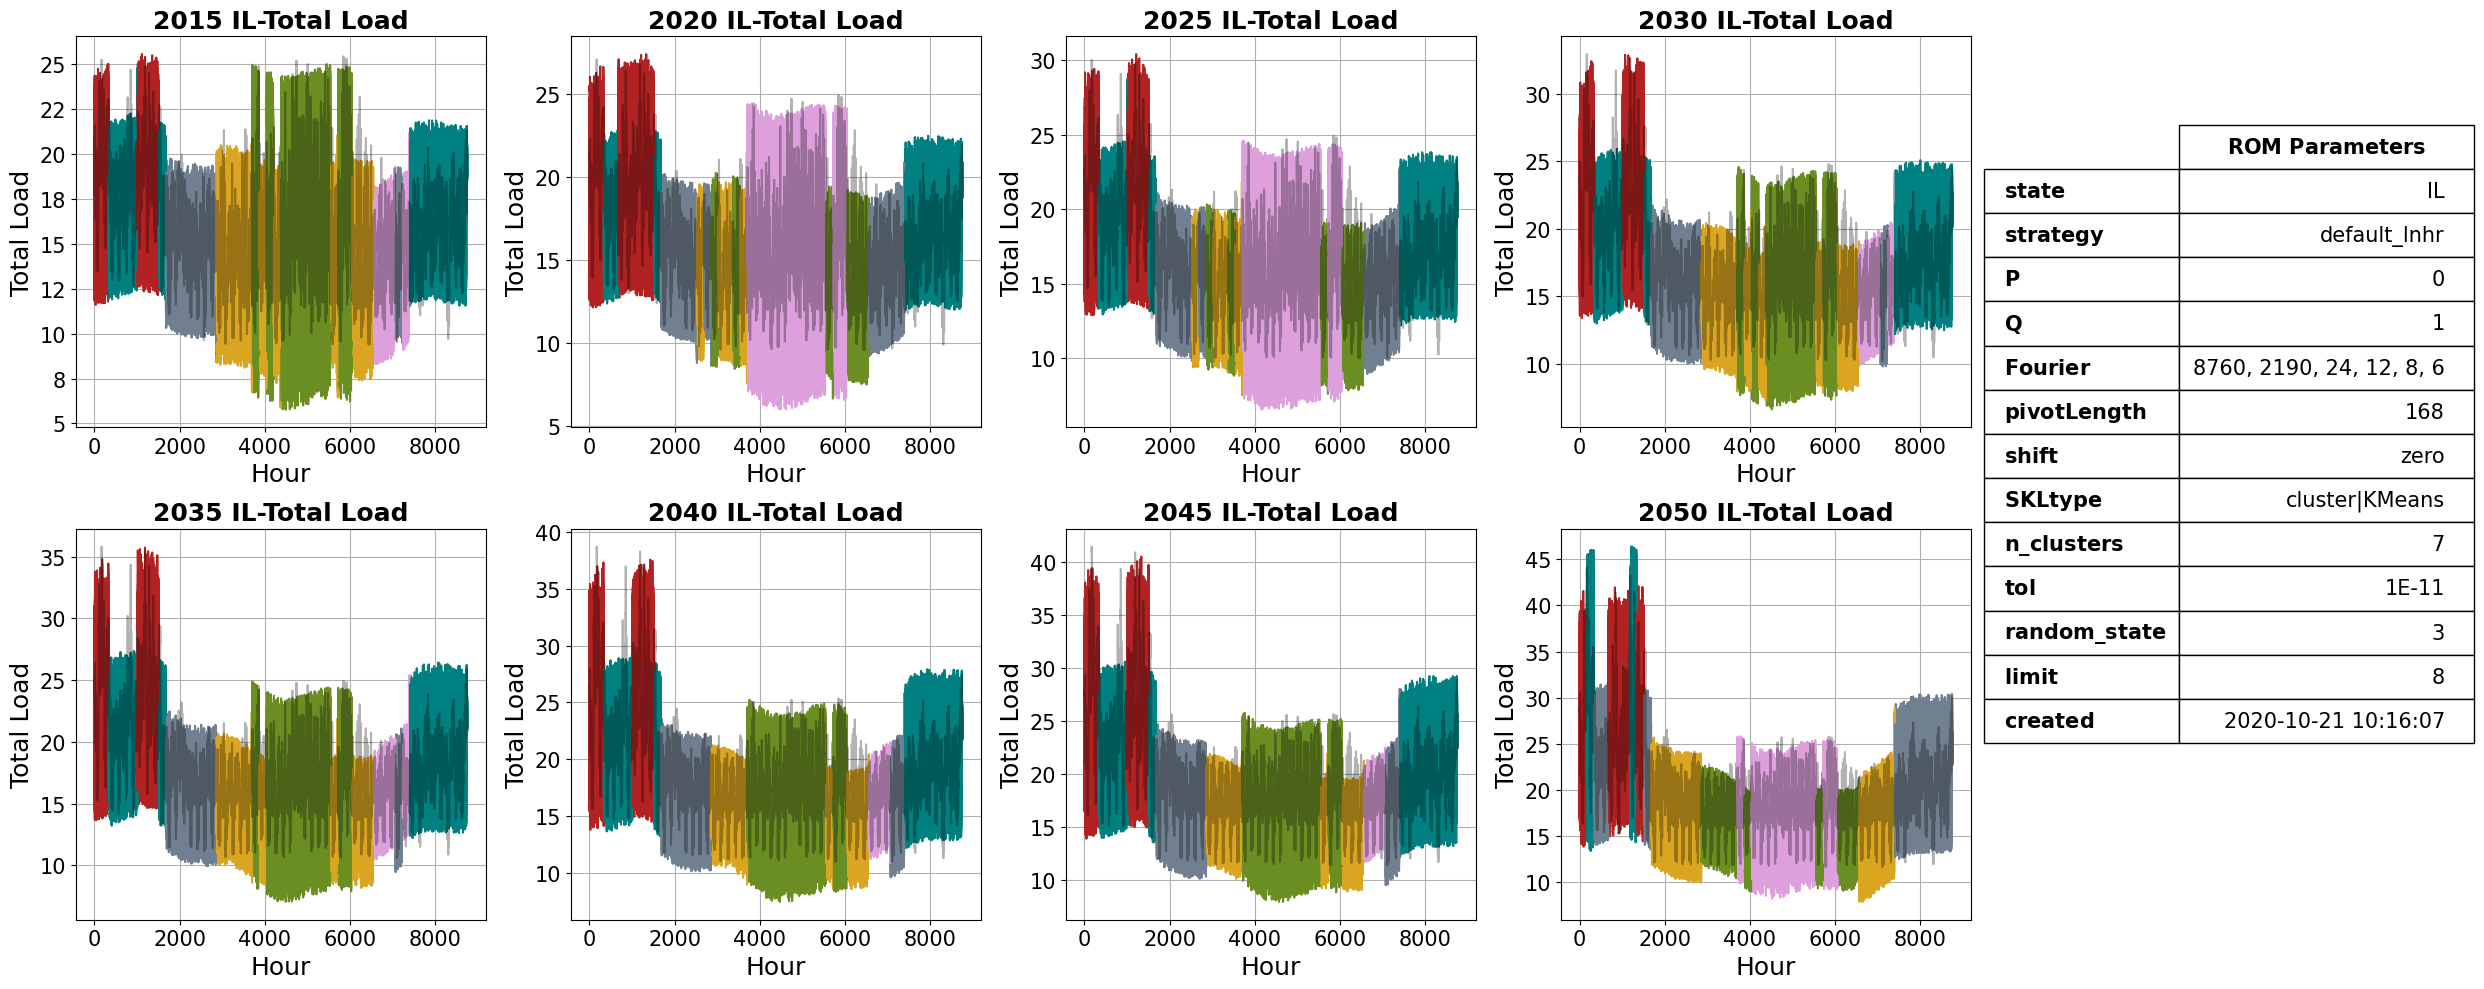 2015 IL-Total Load
25
22
20
18
15
12
10
8
5
0 2000 4000 6000 8000
Total Load
Hour
2020 IL-Total Load
25
20
15
10
5
0 2000 4000 6000 8000
Total Load
Hour
2025 IL-Total Load
30
25
20
15
10
0 2000 4000 6000 8000
Total Load
Hour
2030 IL-Total Load
30
25
20
15
10
0 2000 4000 6000 8000
Total Load
Hour
2035 IL-Total Load
35
30
25
20
15
10
0 2000 4000 6000 8000
Total Load
Hour
2040 IL-Total Load
40
35
30
25
20
15
10
0 2000 4000 6000 8000
Total Load
Hour
2045 IL-Total Load
40
35
30
25
20
15
10
0 2000 4000 6000 8000
Total Load
Hour
2050 IL-Total Load
45
40
35
30
25
20
15
10
0 2000 4000 6000 8000
Total Load
Hour
ROM Parameters
state IL
strategy default_lnhr
P 0
Q 1
Fourier 8760, 2190, 24, 12, 8, 6
pivotLength 168
shift zero
SKLtype cluster|KMeans
n_clusters 7
tol 1E-11
random_state 3
limit 8
created 2020-10-21 10:16:07